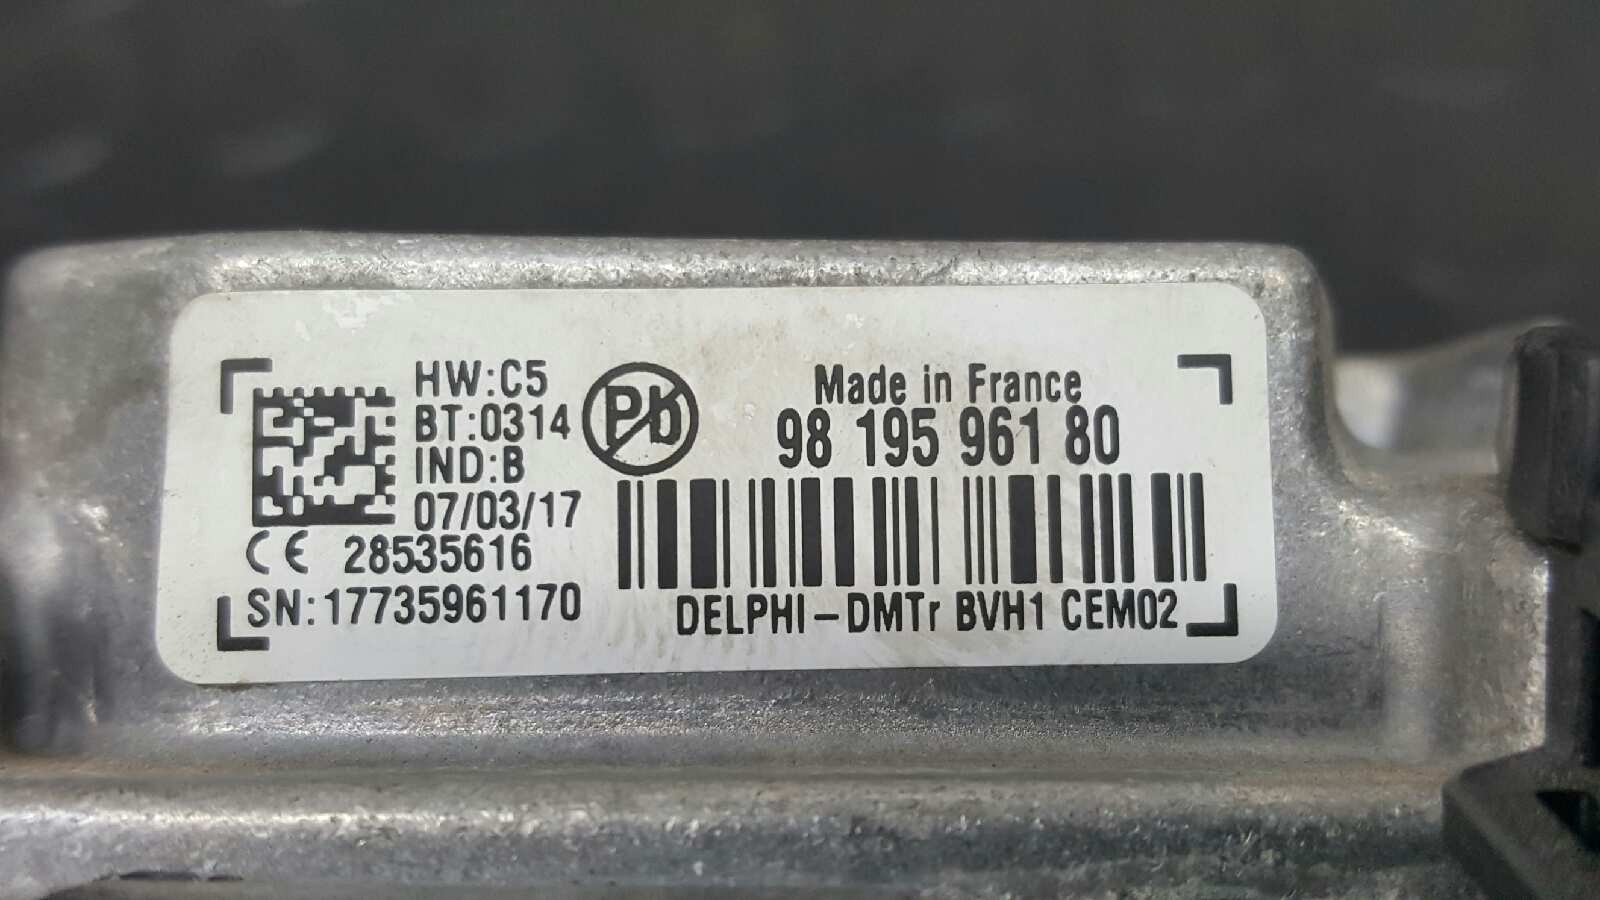 HW:C5
BT:0314
IND:B
07/03/17
CE 28535616
SN:17735961170
Pb
Made in France
98 195 961 80
DELPHI-DMTr BVH1 CEM02